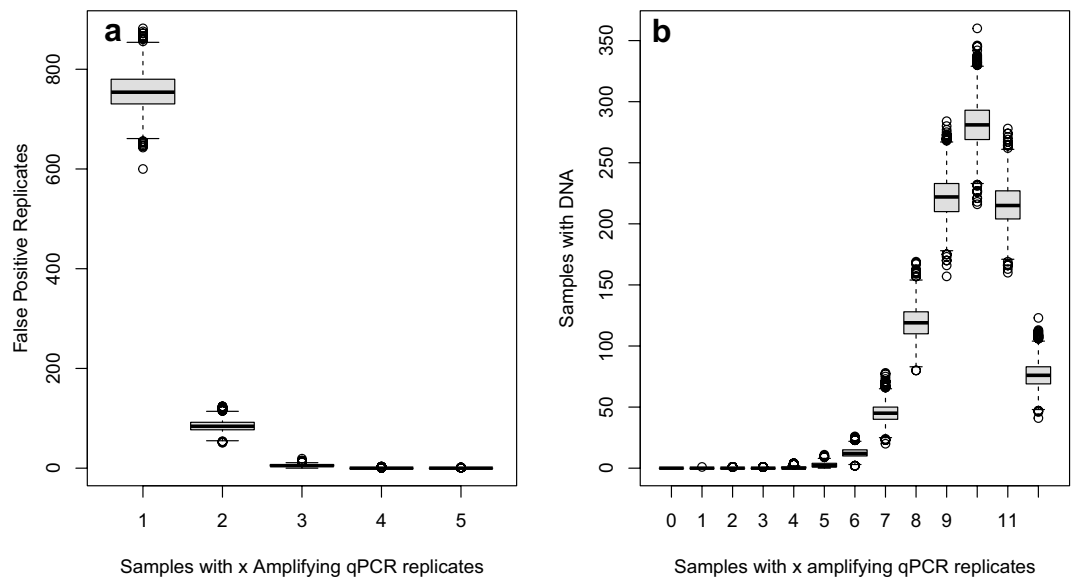 a
False Positive Replicates
800
600
400
200
0
1 2 3 4 5
Samples with x Amplifying qPCR replicates
b
Samples with DNA
350
300
250
200
150
100
50
0
0 1 2 3 4 5 6 7 8 9 11
Samples with x amplifying qPCR replicates